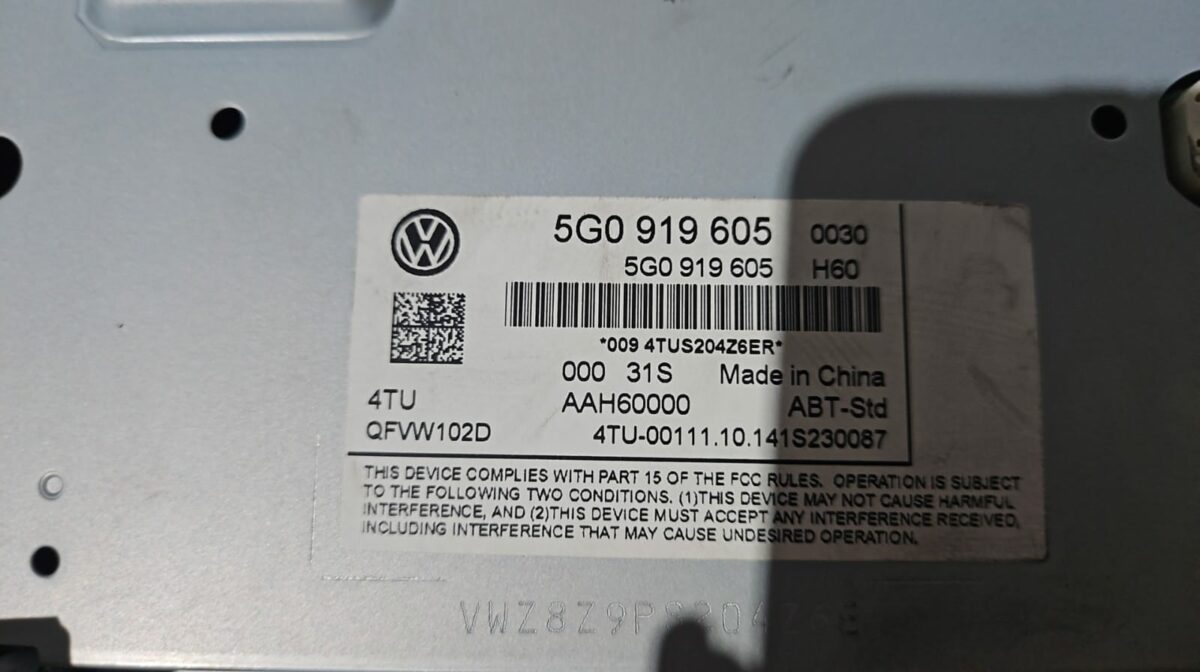 5G0 919 605 0030
5G0 919 605 H60
*009 4TUS204Z6ER*
000 31S Made in China
4TU AAH60000 ABT-Std
QFVW102D 4TU-00111.10.141S230087
THIS DEVICE COMPLIES WITH PART 15 OF THE FCC RULES. OPERATION IS SUBJECT
TO THE FOLLOWING TWO CONDITIONS. (1)THIS DEVICE MAY NOT CAUSE HARMFUL
INTERFERENCE, AND (2)THIS DEVICE MUST ACCEPT ANY INTERFERENCE RECEIVED,
INCLUDING INTERFERENCE THAT MAY CAUSE UNDESIRED OPERATION.